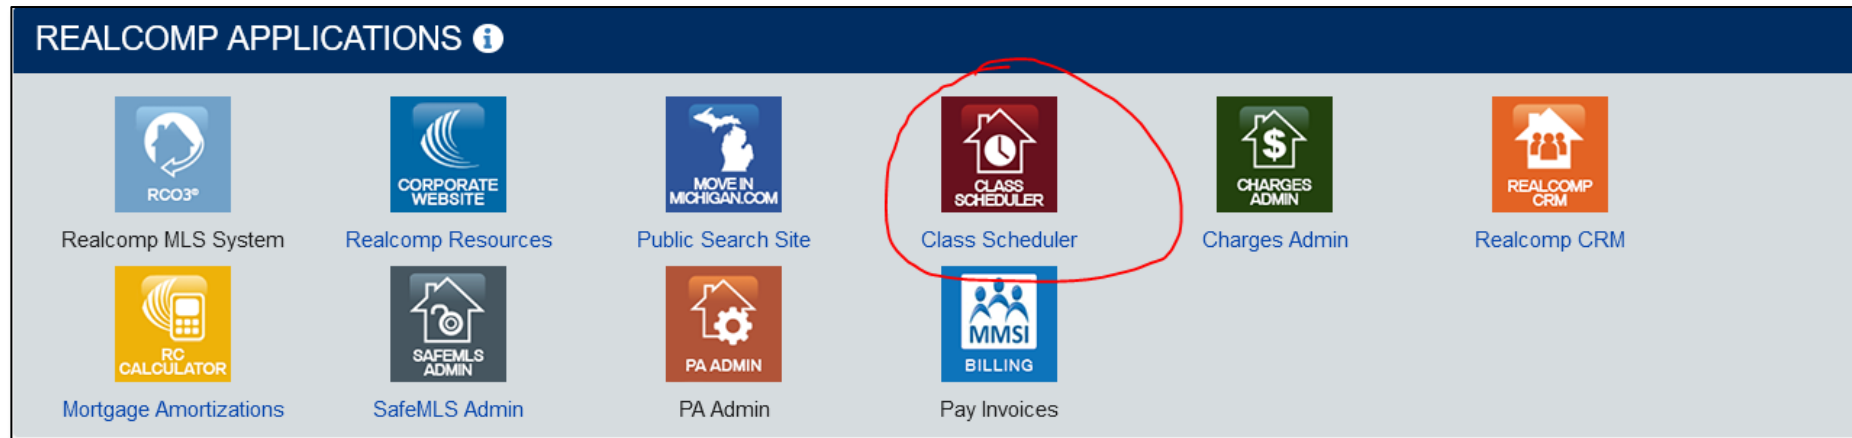 REALCOMP APPLICATIONS i
RCO3®
CORPORATE
WEBSITE
MOVE IN
MICHIGAN.COM
CLASS
SCHEDULER
$
CHARGES
ADMIN
REALCOMP
CRM
Realcomp MLS System
Realcomp Resources
Public Search Site
Class Scheduler
Charges Admin
Realcomp CRM
RC
CALCULATOR
SAFEMLS
ADMIN
PA ADMIN
MMSI
BILLING
Mortgage Amortizations
SafeMLS Admin
PA Admin
Pay Invoices